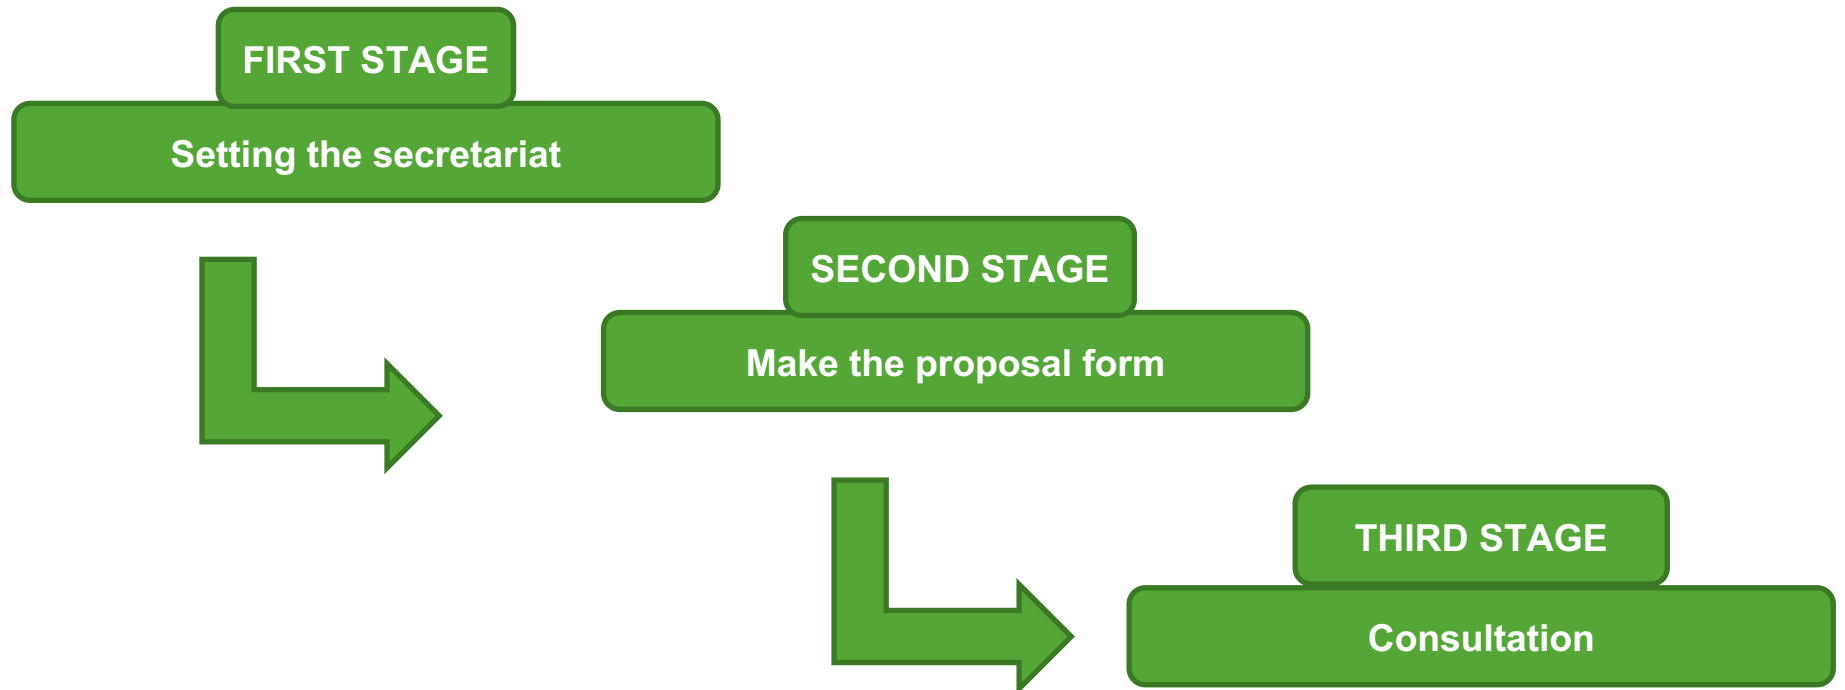 FIRST STAGE
Setting the secretariat
SECOND STAGE
Make the proposal form
THIRD STAGE
Consultation